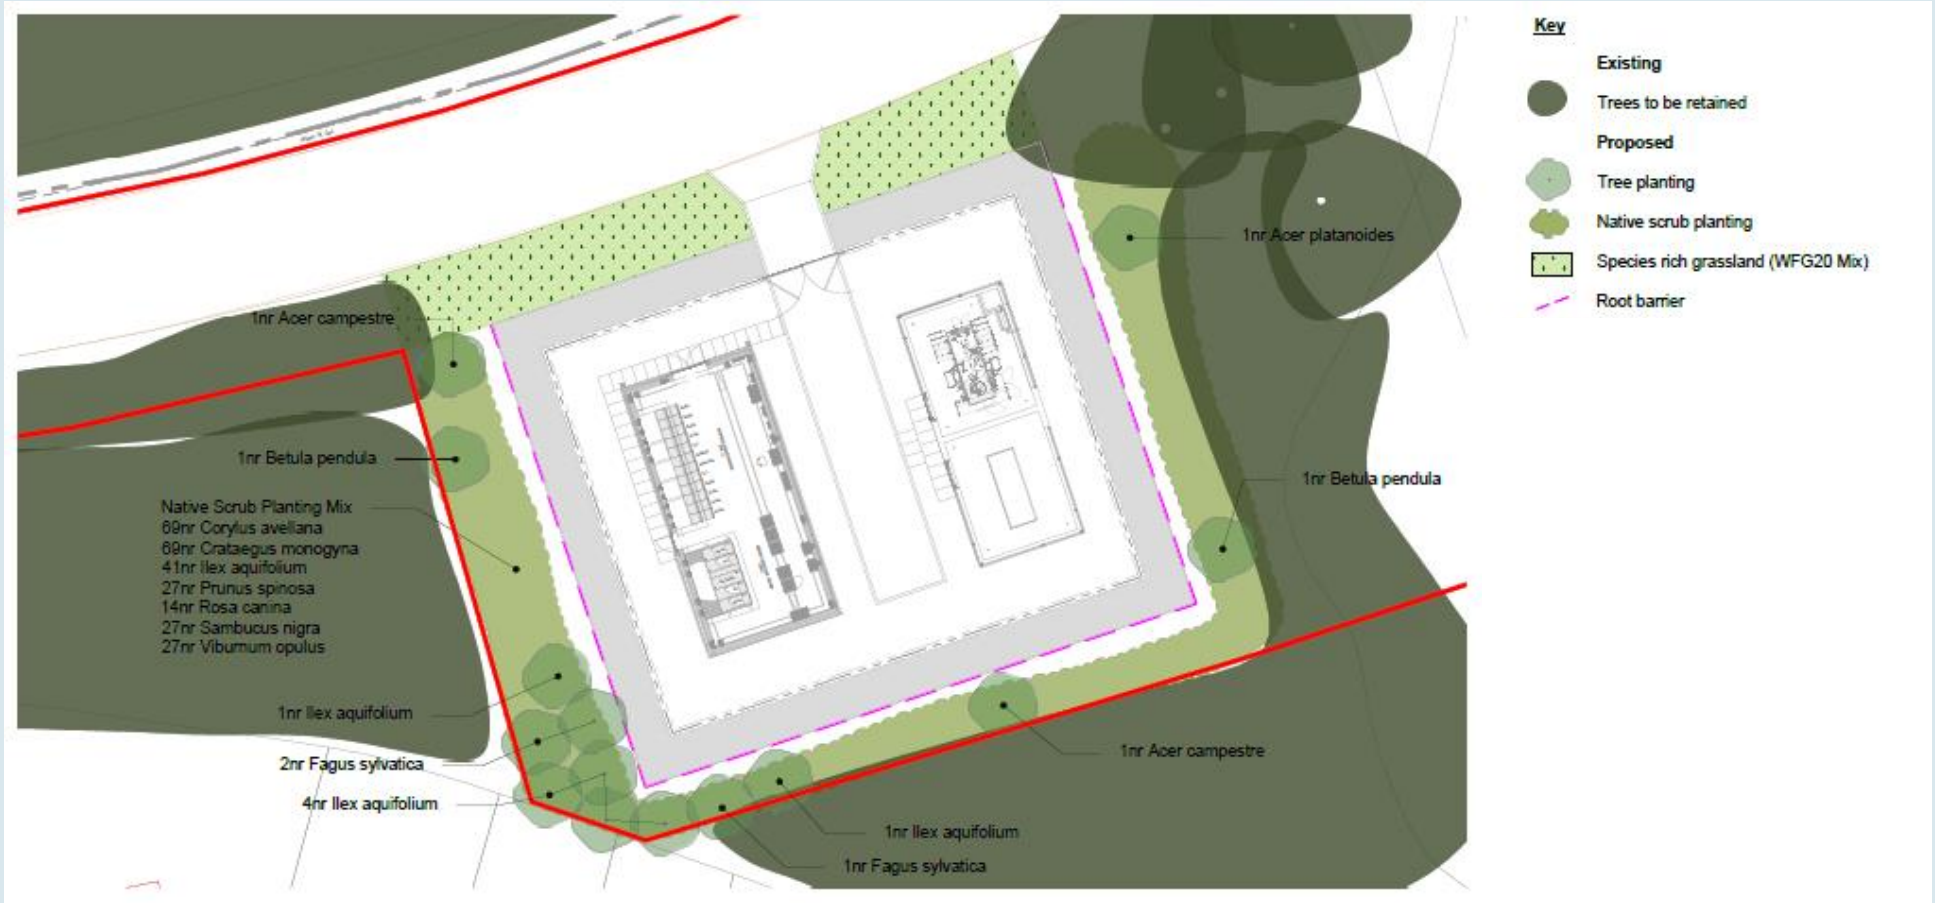 Key
Existing
Trees to be retained
Proposed
Tree planting
Native scrub planting
Species rich grassland (WFG20 Mix)
Root barrier
1nr Acer platanoides
1nr Acer campestre
1nr Betula pendula
1nr Betula pendula
Native Scrub Planting Mix
69nr Corylus avellana
69nr Crataegus monogyna
41nr Ilex aquifolium
27nr Prunus spinosa
14nr Rosa canina
27nr Sambucus nigra
27nr Viburnum opulus
1nr Ilex aquifolium
2nr Fagus sylvatica
4nr Ilex aquifolium
1nr Acer campestre
1nr Ilex aquifolium
1nr Fagus sylvatica